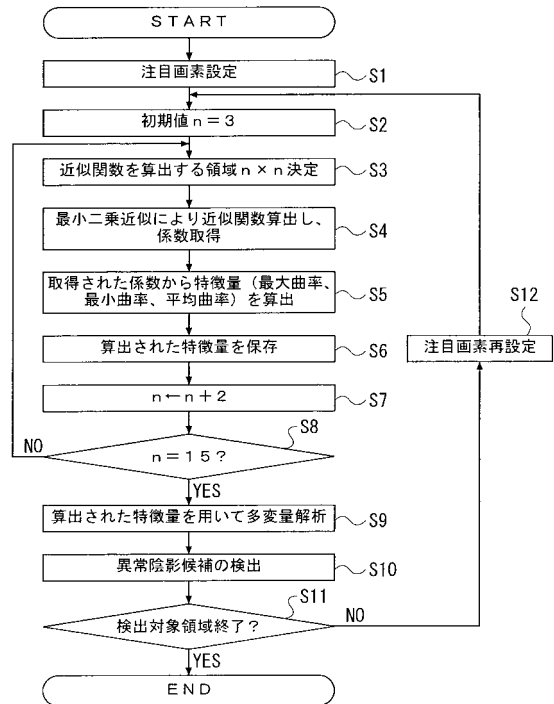 START
注目画素設定
S1
初期値n=3
S2
近似関数を算出する領域n×n決定
S3
最小二乗近似により近似関数算出し、
係数取得
S4
取得された係数から特徴量（最大曲率、
最小曲率、平均曲率）を算出
S5
算出された特徴量を保存
S6
S12
注目画素再設定
n←n+2
S7
S8
NO
n=15?
YES
算出された特徴量を用いて多変量解析
S9
異常陰影候補の検出
S10
S11
検出対象領域終了?
NO
YES
END